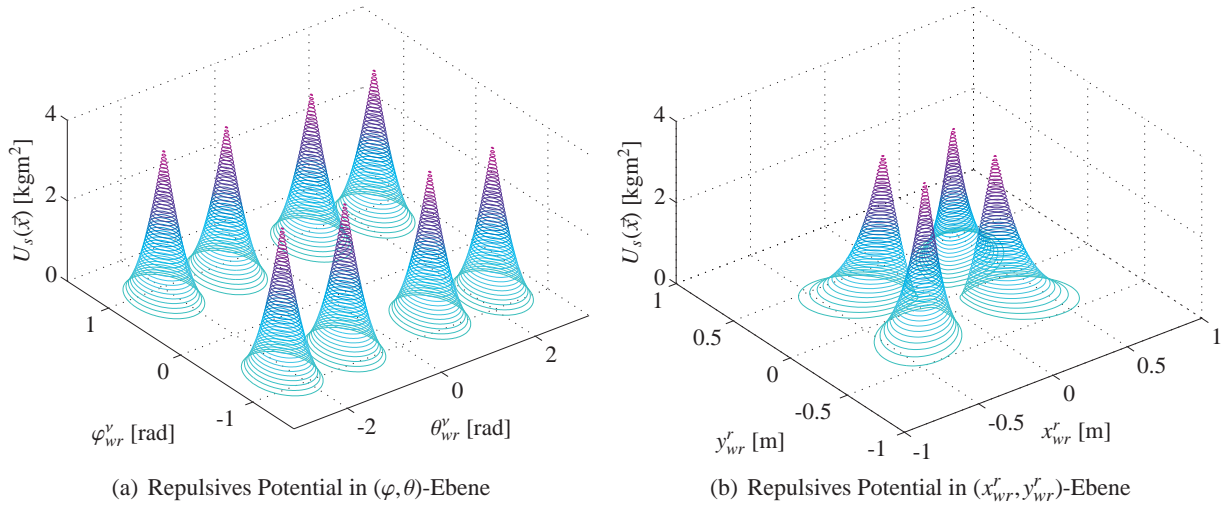 4
2
0
U_s(x⃗) [kgm²]
1
0
-1
φ^ν_wr [rad]
-2
0
2
θ^ν_wr [rad]
(a) Repulsives Potential in (φ,θ)-Ebene
4
2
0
U_s(x⃗) [kgm²]
1
0.5
0
-0.5
-1
y^r_wr [m]
-1
-0.5
0
0.5
1
x^r_wr [m]
(b) Repulsives Potential in (x^r_wr, y^r_wr)-Ebene